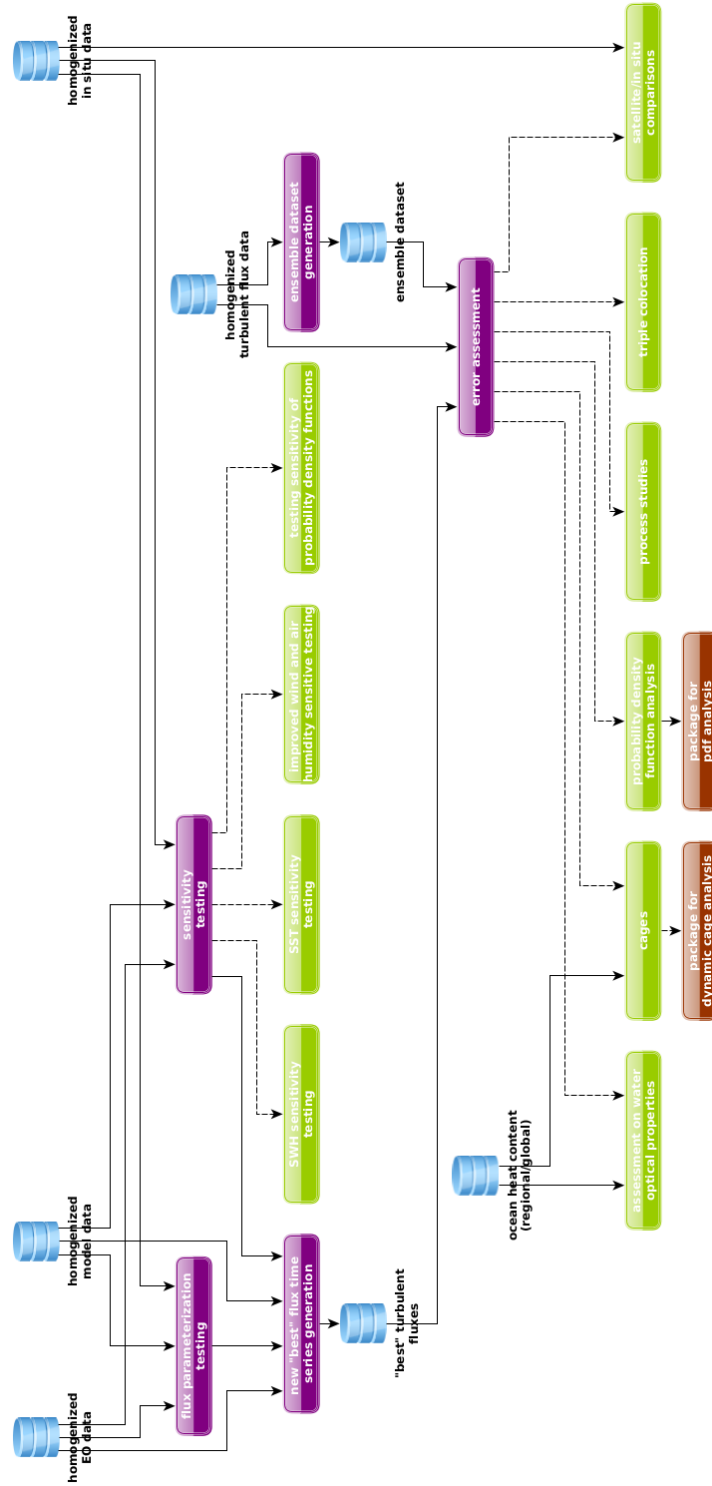 homogenized
EO data
homogenized
model data
homogenized
in situ data
flux parameterization
testing
sensitivity
testing
homogenized
turbulent flux data
new "best" flux time
series generation
SWH sensitivity
testing
SST sensitivity
testing
improved wind and air
humidity sensitive testing
testing sensitivity of
probability density functions
ensemble dataset
generation
"best" turbulent
fluxes
ensemble dataset
ocean heat content
(regional/global)
error assessment
assessment on water
optical properties
cages
probability density
function analysis
process studies
triple colocation
satellite/in situ
comparisons
package for
dynamic cage analysis
package for
pdf analysis